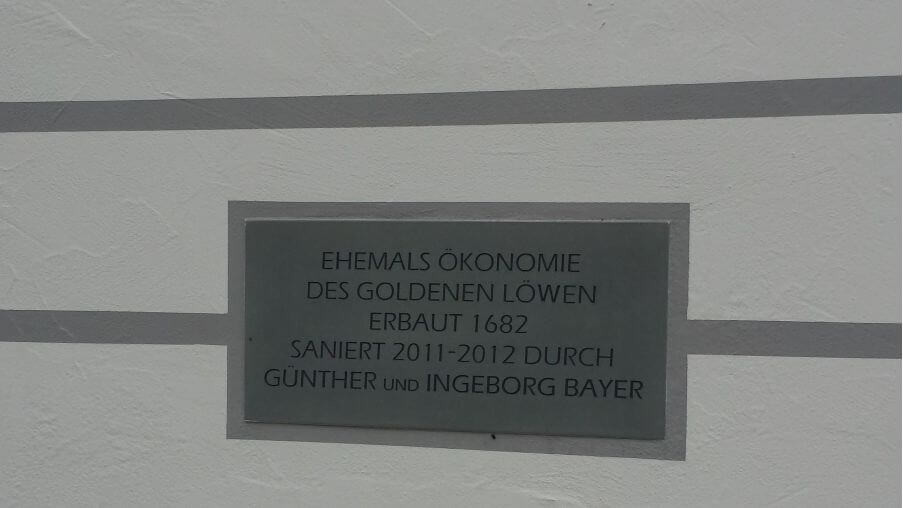 EHEMALS ÖKONOMIE
DES GOLDENEN LÖWEN
ERBAUT 1682
SANIERT 2011-2012 DURCH
GÜNTHER UND INGEBORG BAYER